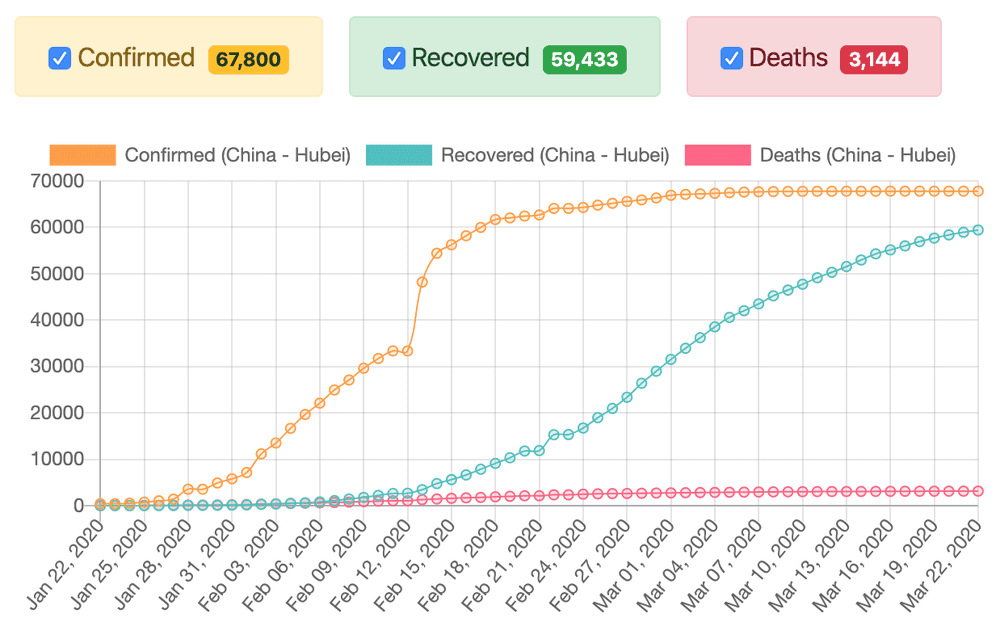 Confirmed 67,800 Recovered 59,433 Deaths 3,144
Confirmed (China - Hubei) Recovered (China - Hubei) Deaths (China - Hubei)
70000
60000
50000
40000
30000
20000
10000
0
Jan 22, 2020 Jan 25, 2020 Jan 28, 2020 Jan 31, 2020 Feb 03, 2020 Feb 06, 2020 Feb 09, 2020 Feb 12, 2020 Feb 15, 2020 Feb 18, 2020 Feb 21, 2020 Feb 24, 2020 Feb 27, 2020 Mar 01, 2020 Mar 04, 2020 Mar 07, 2020 Mar 10, 2020 Mar 13, 2020 Mar 16, 2020 Mar 19, 2020 Mar 22, 2020